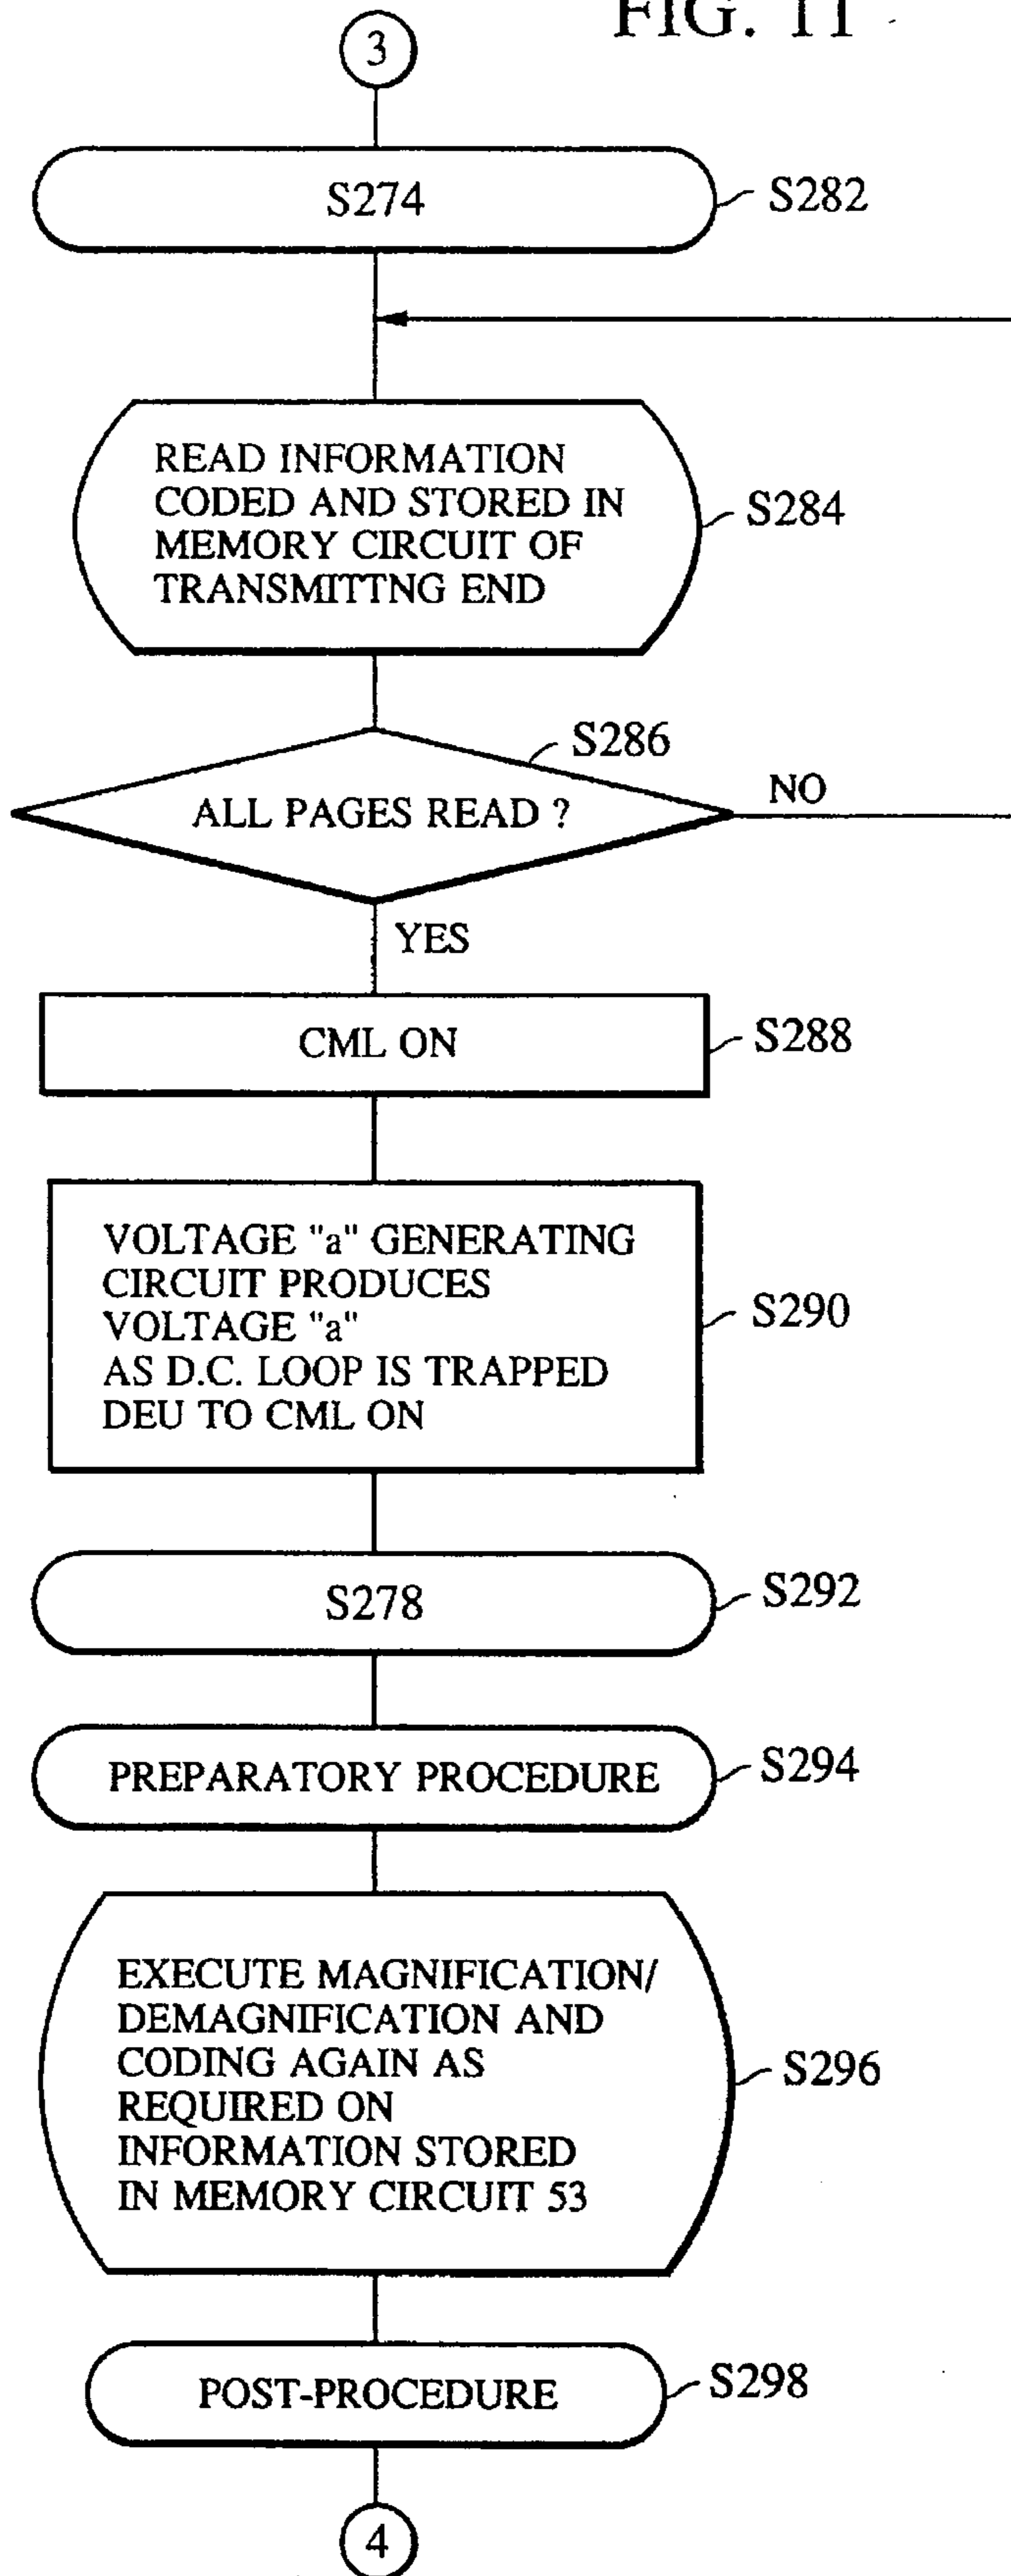 FIG. 11
3
S274
S282
READ INFORMATION
CODED AND STORED IN
MEMORY CIRCUIT OF
TRANSMITTNG END
S284
S286
ALL PAGES READ ?
NO
YES
CML ON
S288
VOLTAGE "a" GENERATING
CIRCUIT PRODUCES
VOLTAGE "a"
AS D.C. LOOP IS TRAPPED
DEU TO CML ON
S290
S278
S292
PREPARATORY PROCEDURE
S294
EXECUTE MAGNIFICATION/
DEMAGNIFICATION AND
CODING AGAIN AS
REQUIRED ON
INFORMATION STORED
IN MEMORY CIRCUIT 53
S296
POST-PROCEDURE
S298
4